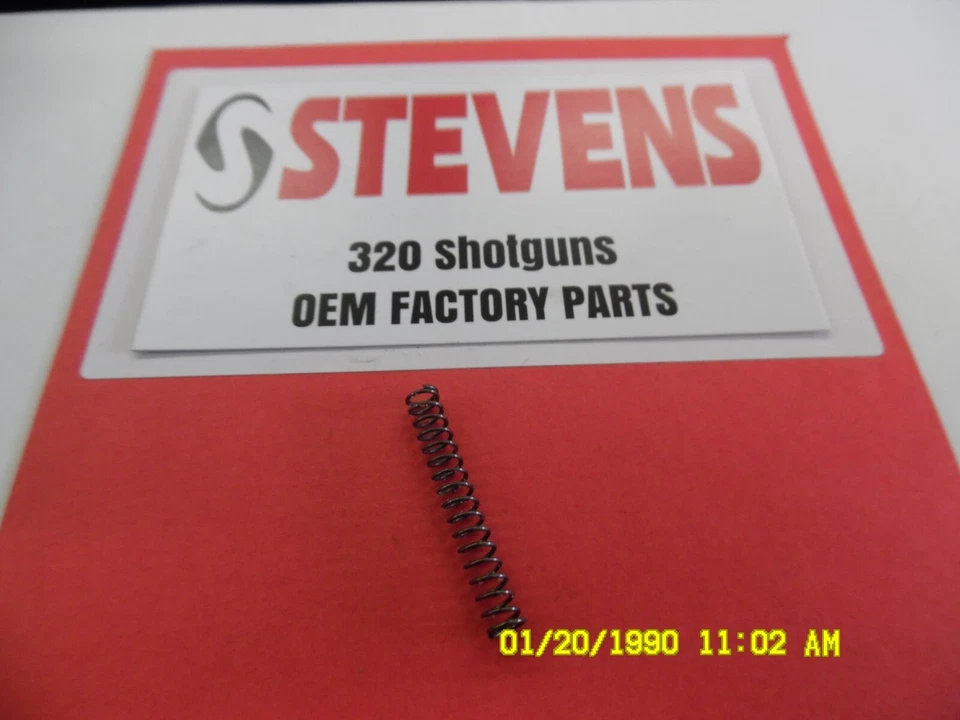 STEVENS
320 Shotguns
OEM FACTORY PARTS
01/20/1990 11:02 AM